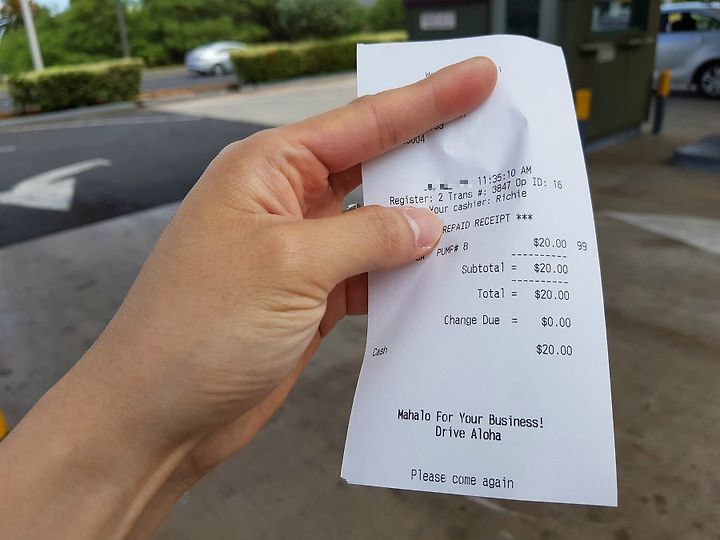 0004
11:35:10 AM
Register: 2 Trans #: 3847 Op ID: 16
Your cashier: Richie
REPAID RECEIPT ***
PUMP# 8 $20.00 99
----------
Subtotal = $20.00
----------
Total = $20.00
Change Due = $0.00
Cash $20.00
Mahalo For Your Business!
Drive Aloha
Please come again